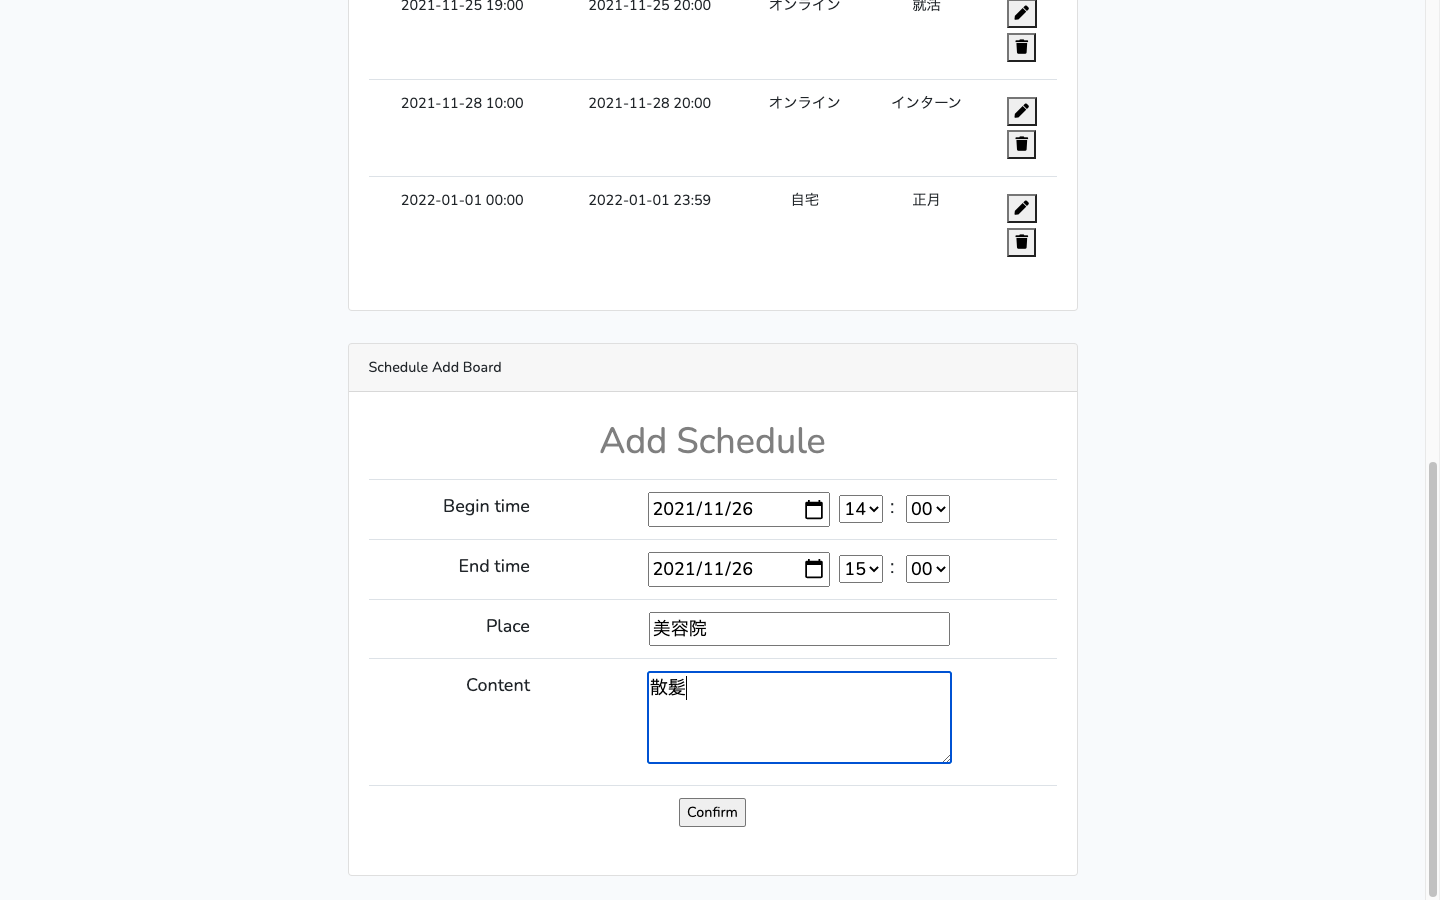 2021-11-25 19:00 2021-11-25 20:00 オンライン 就活
2021-11-28 10:00 2021-11-28 20:00 オンライン インターン
2022-01-01 00:00 2022-01-01 23:59 自宅 正月
Schedule Add Board
Add Schedule
Begin time 2021/11/26 14 : 00
End time 2021/11/26 15 : 00
Place 美容院
Content 散髪
Confirm